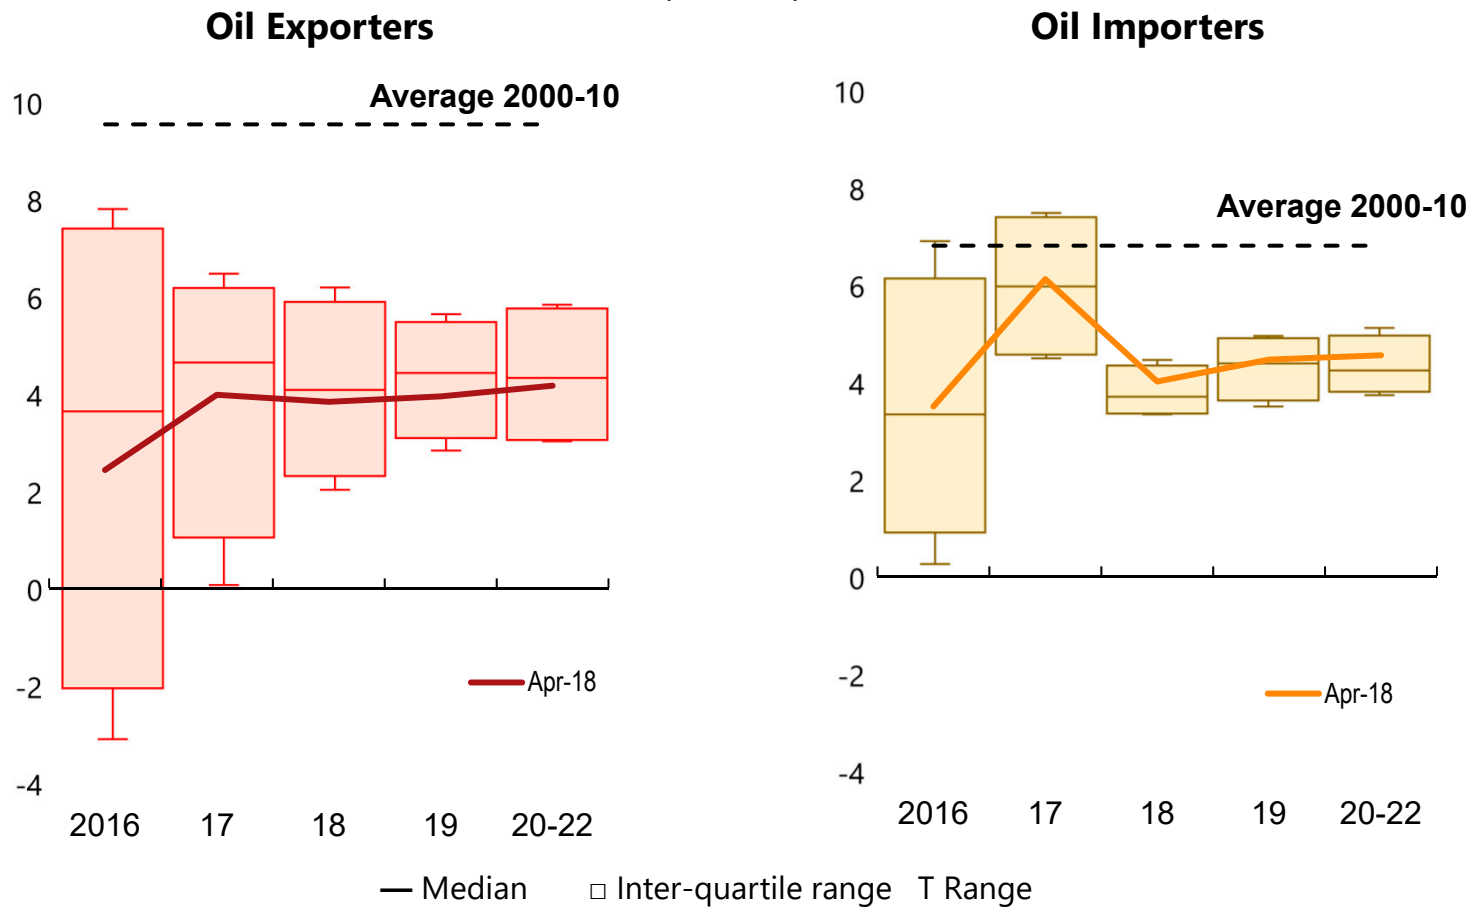 Oil Exporters
Average 2000-10
10
8
6
4
2
0
-2
-4
Apr-18
2016 17 18 19 20-22
Oil Importers
10
8
Average 2000-10
6
4
2
0
-2
-4
Apr-18
2016 17 18 19 20-22
— Median □ Inter-quartile range T Range